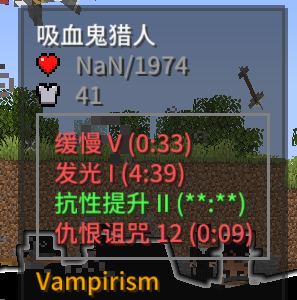 吸血鬼猎人
NaN/1974
41
缓慢 V (0:33)
发光 I (4:39)
抗性提升 II (**:**)
仇恨诅咒 12 (0:09)
Vampirism